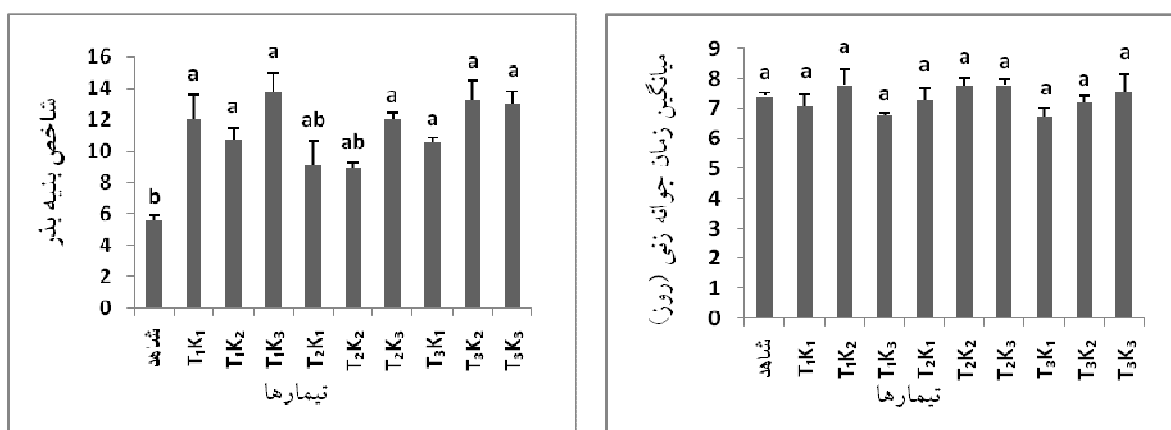 شاخص بنیه بذر
16
14
12
10
8
6
4
2
0
b
a
a
a
ab
ab
a
a
a
a
شاهد
T₁K₁
T₁K₂
T₁K₃
T₂K₁
T₂K₂
T₂K₃
T₃K₁
T₃K₂
T₃K₃
تیمارها
میانگین زمان جوانه زنی (روز)
9
8
7
6
5
4
3
2
1
0
a
a
a
a
a
a
a
a
a
a
شاهد
T₁K₁
T₁K₂
T₁K₃
T₂K₁
T₂K₂
T₂K₃
T₃K₁
T₃K₂
T₃K₃
تیمارها